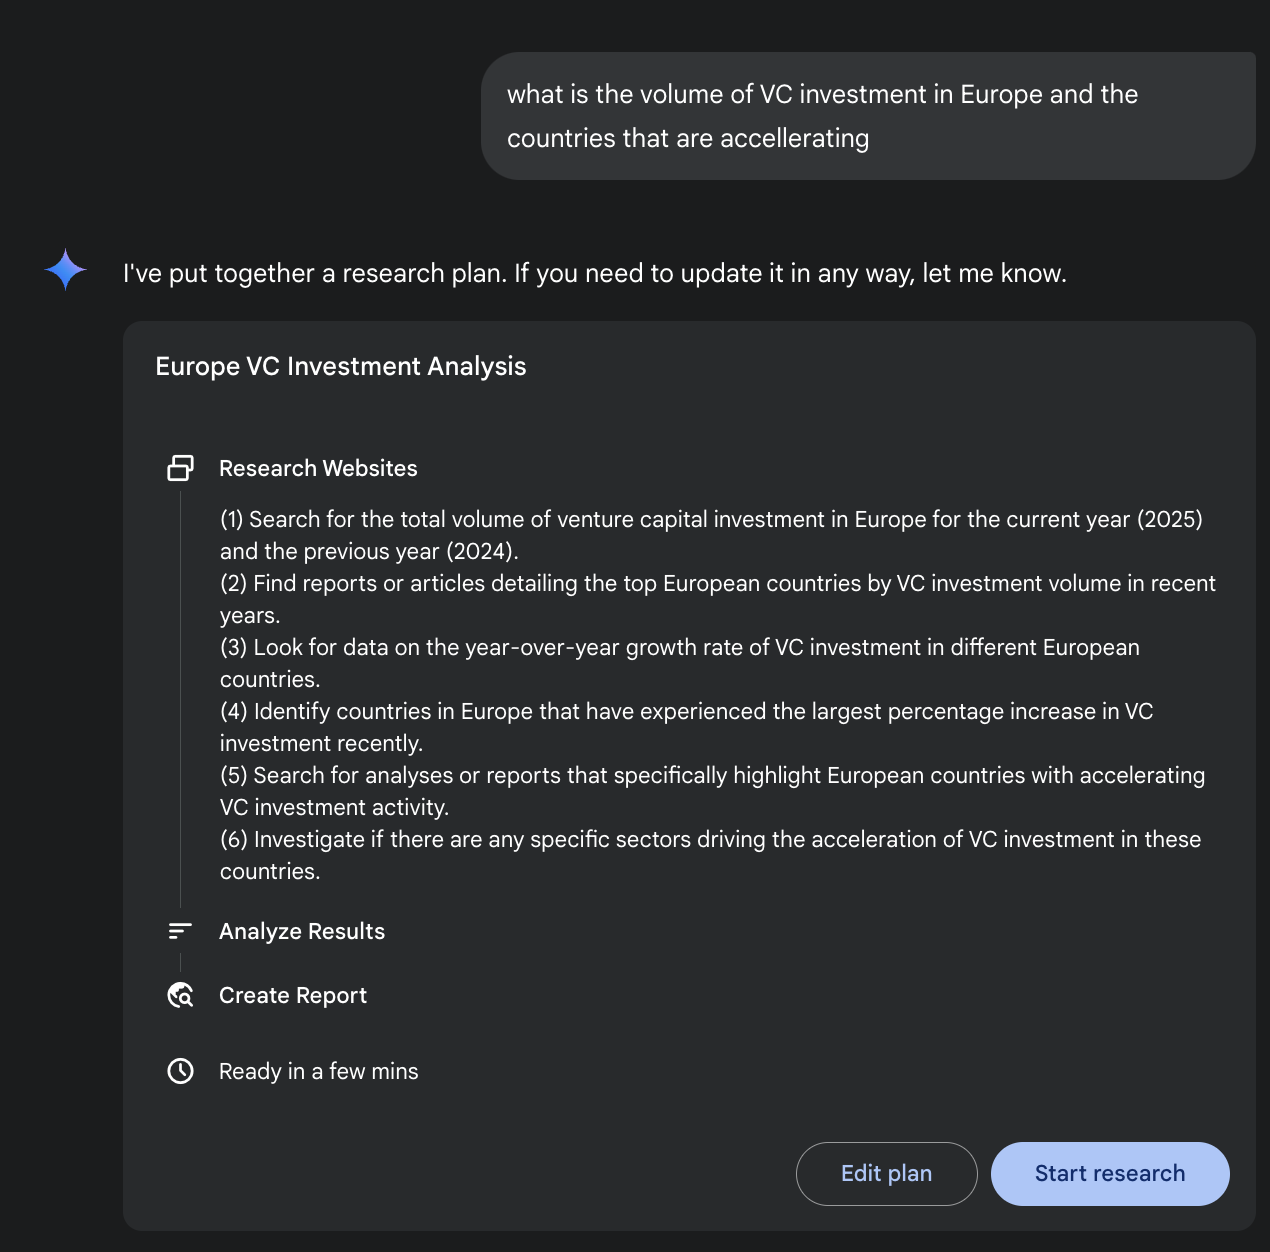 what is the volume of VC investment in Europe and the
countries that are accellerating
I've put together a research plan. If you need to update it in any way, let me know.
Europe VC Investment Analysis
Research Websites
(1) Search for the total volume of venture capital investment in Europe for the current year (2025)
and the previous year (2024).
(2) Find reports or articles detailing the top European countries by VC investment volume in recent
years.
(3) Look for data on the year-over-year growth rate of VC investment in different European
countries.
(4) Identify countries in Europe that have experienced the largest percentage increase in VC
investment recently.
(5) Search for analyses or reports that specifically highlight European countries with accelerating
VC investment activity.
(6) Investigate if there are any specific sectors driving the acceleration of VC investment in these
countries.
Analyze Results
Create Report
Ready in a few mins
Edit plan
Start research